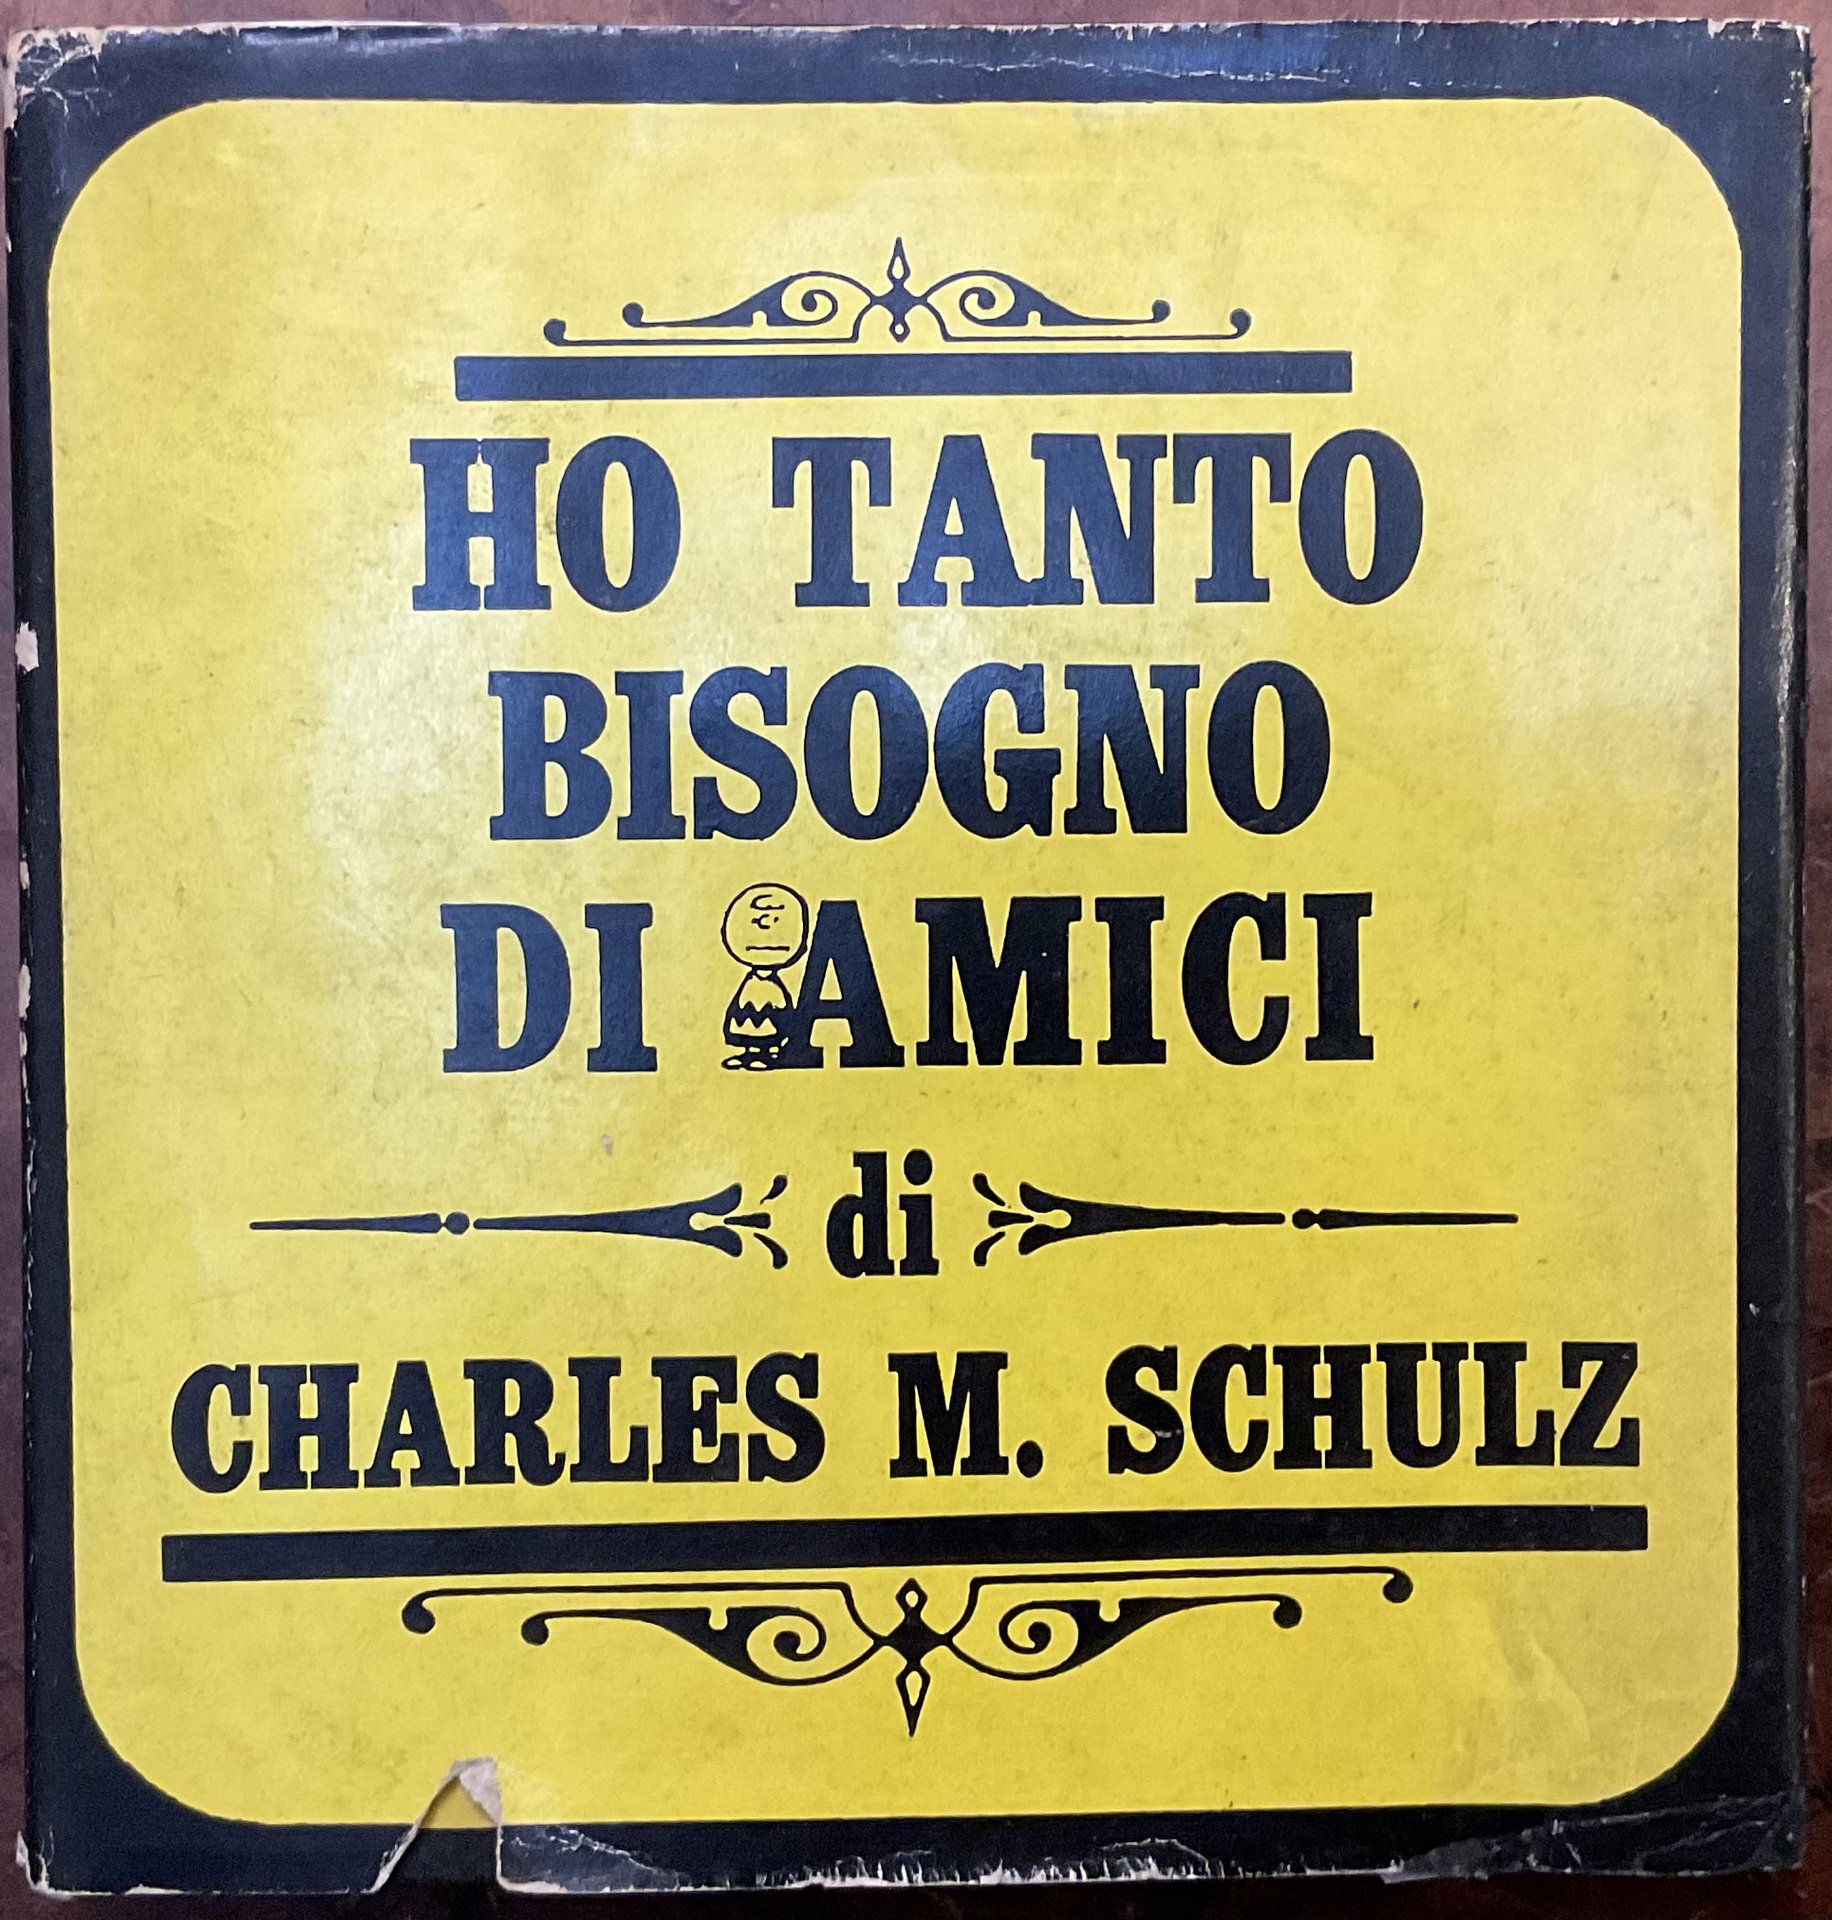 HO TANTO
BISOGNO
DI AMICI
di
CHARLES M. SCHULZ